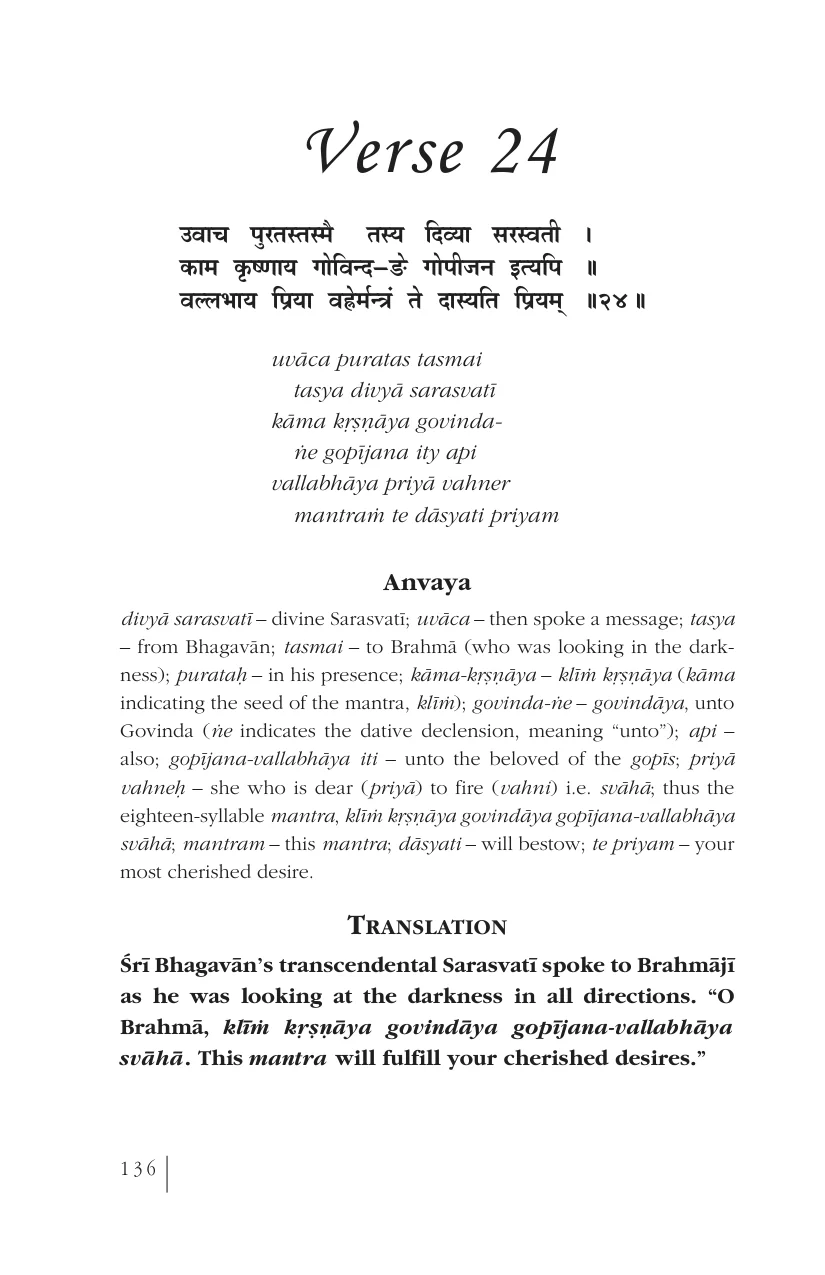 Verse 24
उवाच पुरतस्तस्मै तस्य दिव्या सरस्वती ।
काम कृष्णाय गोविन्द–ङे गोपीजन इत्यपि ॥
वल्लभाय प्रिया वह्नेर्मन्त्रं ते दास्यति प्रियम् ॥२४॥
uvāca puratas tasmai
tasya divyā sarasvatī
kāma kṛṣṇāya govinda-
ṅe gopījana ity api
vallabhāya priyā vahner
mantraṁ te dāsyati priyam
Anvaya
divyā sarasvatī – divine Sarasvatī; uvāca – then spoke a message; tasya
– from Bhagavān; tasmai – to Brahmā (who was looking in the dark-
ness); purataḥ – in his presence; kāma-kṛṣṇāya – klīṁ kṛṣṇāya (kāma
indicating the seed of the mantra, klīṁ); govinda-ṅe – govindāya, unto
Govinda (ṅe indicates the dative declension, meaning “unto”); api –
also; gopījana-vallabhāya iti – unto the beloved of the gopīs; priyā
vahneḥ – she who is dear (priyā) to fire (vahni) i.e. svāhā; thus the
eighteen-syllable mantra, klīṁ kṛṣṇāya govindāya gopījana-vallabhāya
svāhā; mantram – this mantra; dāsyati – will bestow; te priyam – your
most cherished desire.
TRANSLATION
Śrī Bhagavān’s transcendental Sarasvatī spoke to Brahmājī
as he was looking at the darkness in all directions. “O
Brahmā, klīṁ kṛṣṇāya govindāya gopījana-vallabhāya
svāhā. This mantra will fulfill your cherished desires.”
136